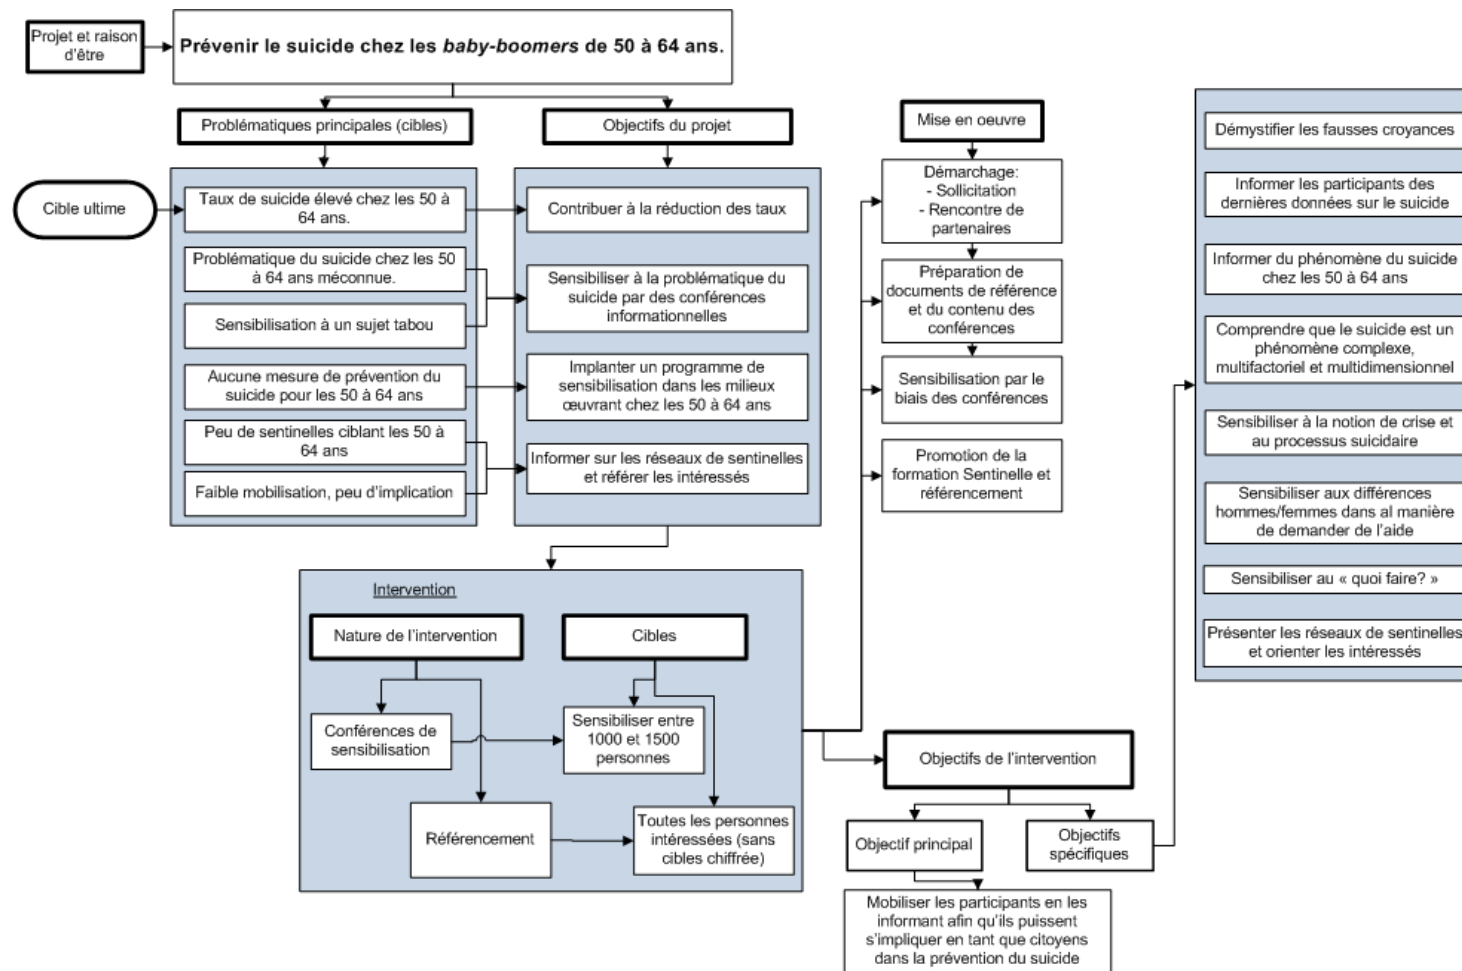 Projet et raison
d'être
Prévenir le suicide chez les baby-boomers de 50 à 64 ans.
Problématiques principales (cibles)
Objectifs du projet
Cible ultime
Taux de suicide élevé chez les 50 à
64 ans.
Problématique du suicide chez les 50
à 64 ans méconnue.
Sensibilisation à un sujet tabou
Aucune mesure de prévention du
suicide pour les 50 à 64 ans
Peu de sentinelles ciblant les 50 à
64 ans
Faible mobilisation, peu d'implication
Contribuer à la réduction des taux
Sensibiliser à la problématique du
suicide par des conférences
informationnelles
Implanter un programme de
sensibilisation dans les milieux
œuvrant chez les 50 à 64 ans
Informer sur les réseaux de sentinelles
et référer les intéressés
Intervention
Nature de l'intervention
Cibles
Conférences de
sensibilisation
Sensibiliser entre
1000 et 1500
personnes
Référencement
Toutes les personnes
intéressées (sans
cibles chiffrée)
Mise en oeuvre
Démarchage:
- Sollicitation
- Rencontre de
partenaires
Préparation de
documents de référence
et du contenu des
conférences
Sensibilisation par le
biais des conférences
Promotion de la
formation Sentinelle et
référencement
Objectifs de l'intervention
Objectif principal
Objectifs
spécifiques
Mobiliser les participants en les
informant afin qu'ils puissent
s'impliquer en tant que citoyens
dans la prévention du suicide
Démystifier les fausses croyances
Informer les participants des
dernières données sur le suicide
Informer du phénomène du suicide
chez les 50 à 64 ans
Comprendre que le suicide est un
phénomène complexe,
multifactoriel et multidimensionnel
Sensibiliser à la notion de crise et
au processus suicidaire
Sensibiliser aux différences
hommes/femmes dans al manière
de demander de l'aide
Sensibiliser au « quoi faire? »
Présenter les réseaux de sentinelles
et orienter les intéressés